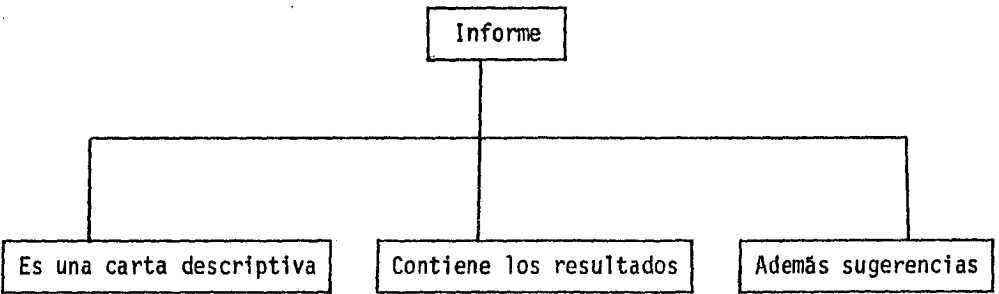 Informe
Es una carta descriptiva
Contiene los resultados
Además sugerencias